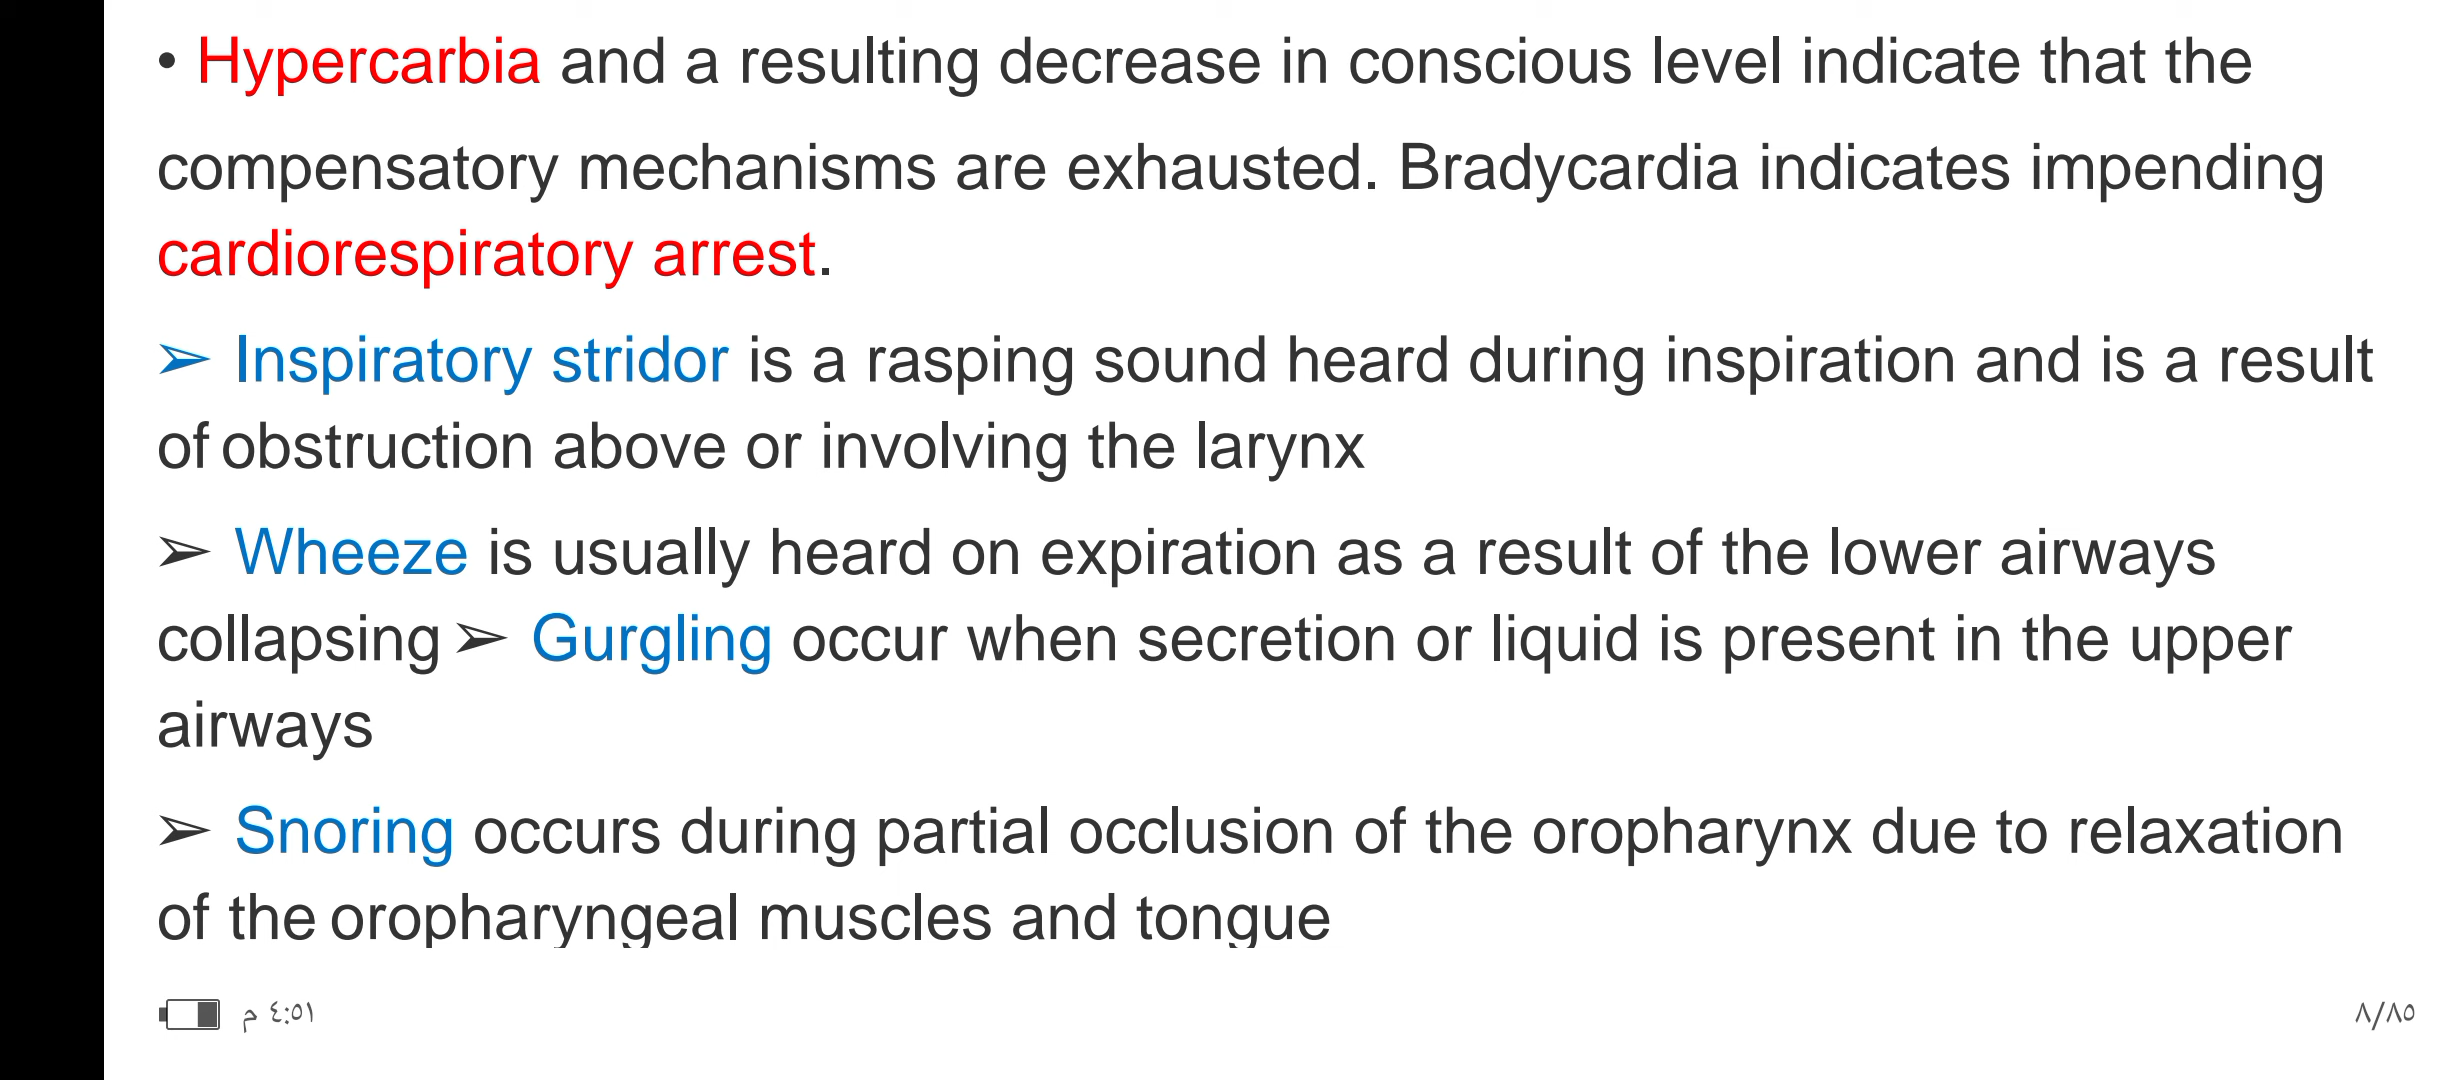 • Hypercarbia and a resulting decrease in conscious level indicate that the
compensatory mechanisms are exhausted. Bradycardia indicates impending
cardiorespiratory arrest.
➢ Inspiratory stridor is a rasping sound heard during inspiration and is a result
of obstruction above or involving the larynx
➢ Wheeze is usually heard on expiration as a result of the lower airways
collapsing ➢ Gurgling occur when secretion or liquid is present in the upper
airways
➢ Snoring occurs during partial occlusion of the oropharynx due to relaxation
of the oropharyngeal muscles and tongue
٤:٥١ م
٨/٨٥